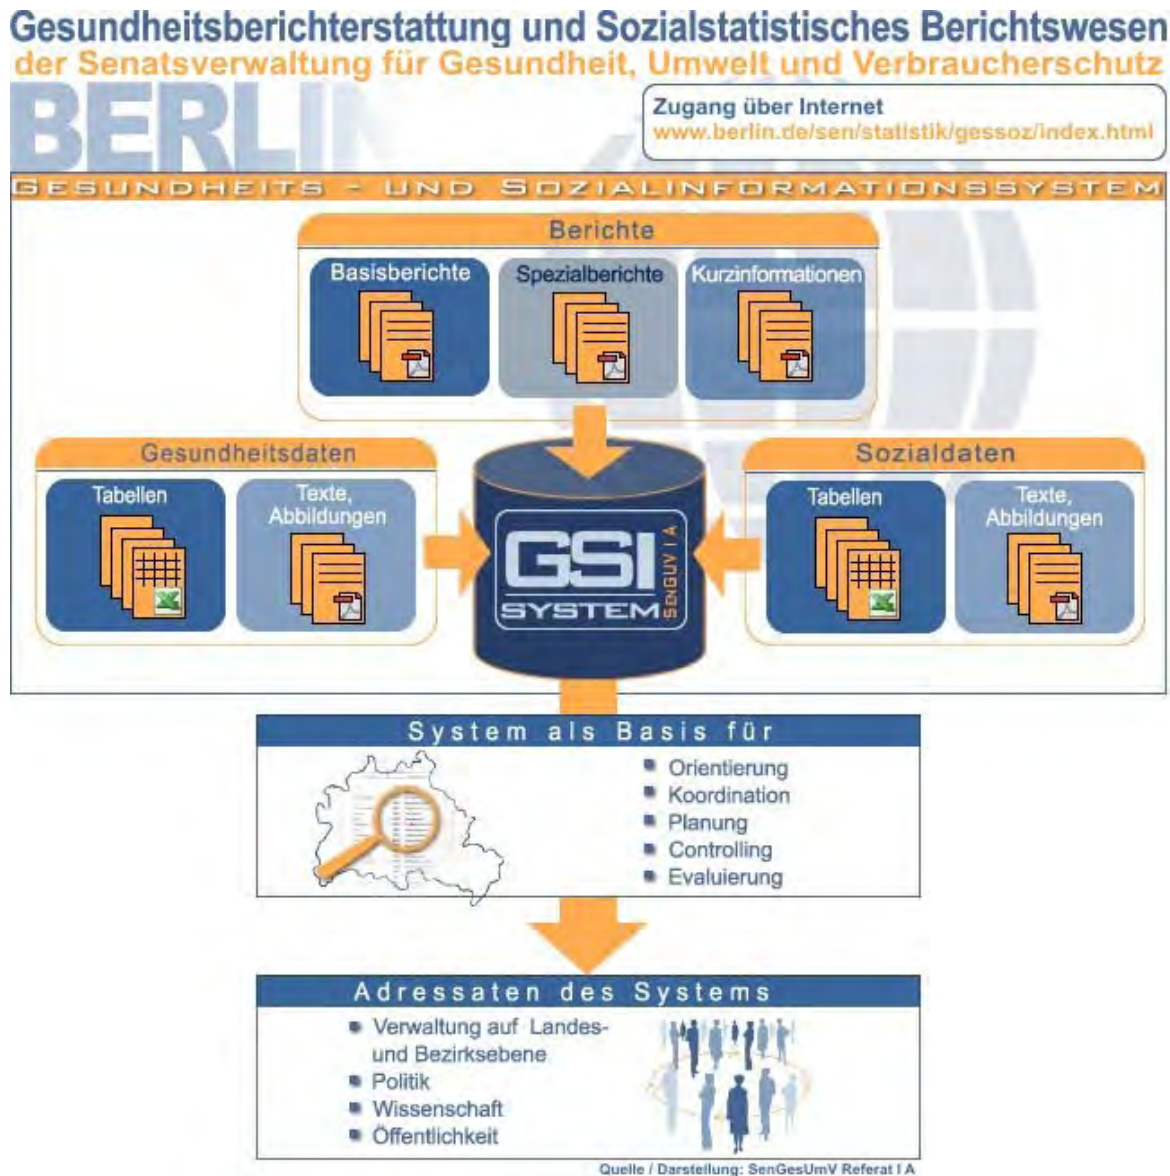 Gesundheitsberichterstattung und Sozialstatistisches Berichtswesen
der Senatsverwaltung für Gesundheit, Umwelt und Verbraucherschutz
BERLIN
Zugang über Internet
www.berlin.de/sen/statistik/gessoz/index.html
GESUNDHEITS - UND SOZIALINFORMATIONSSYSTEM
Berichte
Basisberichte
Spezialberichte
Kurzinformationen
Gesundheitsdaten
Tabellen
Texte,
Abbildungen
GSI
SYSTEM
SENGUV I A
Sozialdaten
Tabellen
Texte,
Abbildungen
System als Basis für
Orientierung
Koordination
Planung
Controlling
Evaluierung
Adressaten des Systems
Verwaltung auf Landes-
und Bezirksebene
Politik
Wissenschaft
Öffentlichkeit
Quelle / Darstellung: SenGesUmV Referat I A